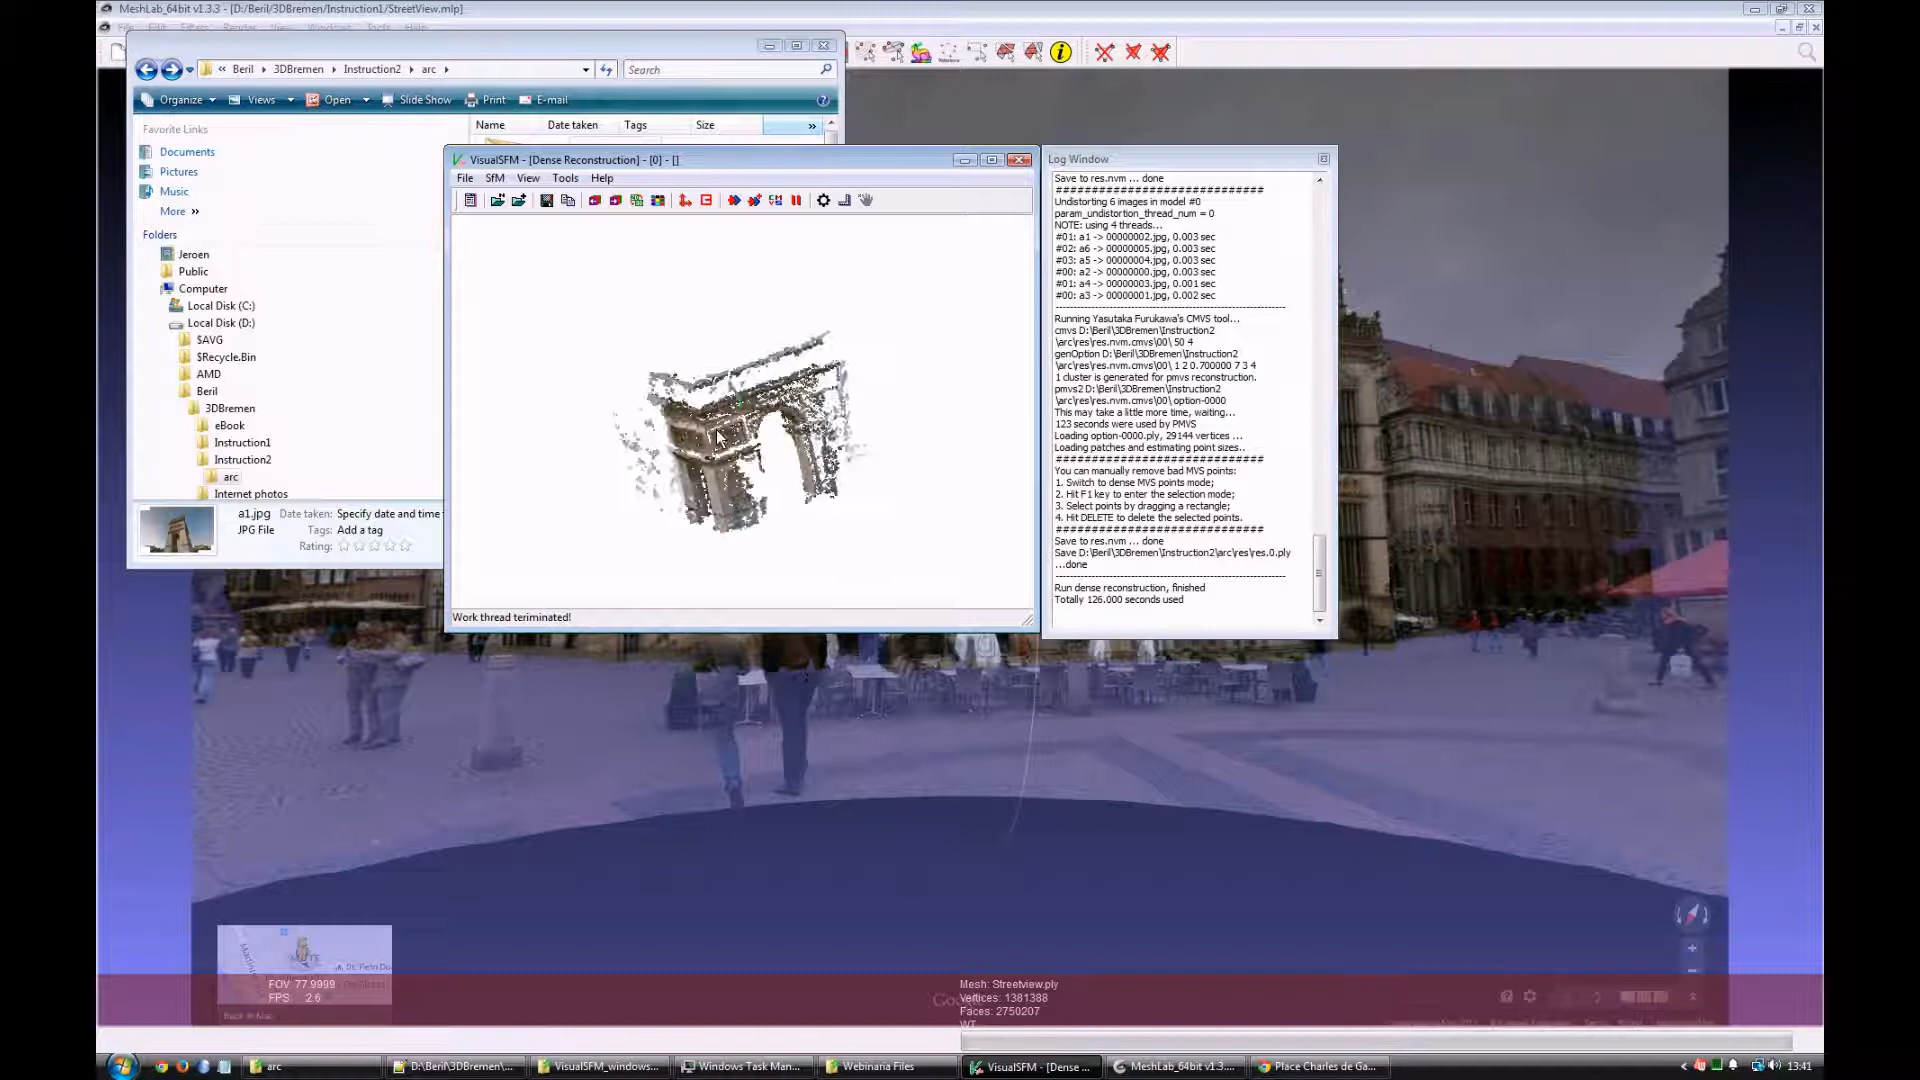 MeshLab_64bit v1.3.3 - [D:/Beril/3DBremen/Instruction1/StreetView.mlp]
File Edit Filters Render View Windows Tools Help
Beril 3DBremen Instruction2 arc
Search
Organize Views Open Slide Show Print E-mail
Favorite Links
Documents
Pictures
Music
More »
Folders
Name Date taken Tags Size »
Jeroen
Public
Computer
Local Disk (C:)
Local Disk (D:)
$AVG
$Recycle.Bin
AMD
Beril
3DBremen
eBook
Instruction1
Instruction2
arc
Internet photos
a1.jpg Date taken: Specify date and time
JPG File Tags: Add a tag
Rating:
VisualSFM - [Dense Reconstruction] - [0] - []
File SfM View Tools Help
Work thread teriminated!
Log Window
Save to res.nvm ... done
############################
Undistorting 6 images in model #0
param_undistortion_thread_num = 0
NOTE: using 4 threads...
#01: a1 -> 00000002.jpg, 0.003 sec
#02: a6 -> 00000005.jpg, 0.003 sec
#03: a5 -> 00000004.jpg, 0.003 sec
#00: a2 -> 00000000.jpg, 0.003 sec
#01: a4 -> 00000003.jpg, 0.001 sec
#00: a3 -> 00000001.jpg, 0.002 sec
----------------------------------------------------------------
Running Yasutaka Furukawa's CMVS tool...
cmvs D:\Beril\3DBremen\Instruction2
\arc\res\res.nvm.cmvs\00\ 50 4
genOption D:\Beril\3DBremen\Instruction2
\arc\res\res.nvm.cmvs\00\ 1 2 0.700000 7 3 4
1 cluster is generated for pmvs reconstruction.
pmvs2 D:\Beril\3DBremen\Instruction2
\arc\res\res.nvm.cmvs\00\ option-0000
This may take a little more time, waiting...
123 seconds were used by PMVS
Loading option-0000.ply, 29144 vertices ...
Loading patches and estimating point sizes..
############################
You can manually remove bad MVS points:
1. Switch to dense MVS points mode;
2. Hit F1 key to enter the selection mode;
3. Select points by dragging a rectangle;
4. Hit DELETE to delete the selected points.
############################
Save to res.nvm ... done
Save D:\Beril\3DBremen\Instruction2\arc\res\res.0.ply
...done
----------------------------------------------------------------
Run dense reconstruction, finished
Totally 126.000 seconds used
FOV: 77.9999
FPS: 2.6
Mesh: Streetview.ply
Vertices: 1381388
Faces: 2750207
WT
arc
D:\Beril\3DBremen\...
VisualSFM_windows...
Windows Task Man...
Webinaria Files
VisualSFM - [Dense ...
MeshLab_64bit v1.3....
Place Charles de Ga...
13:41